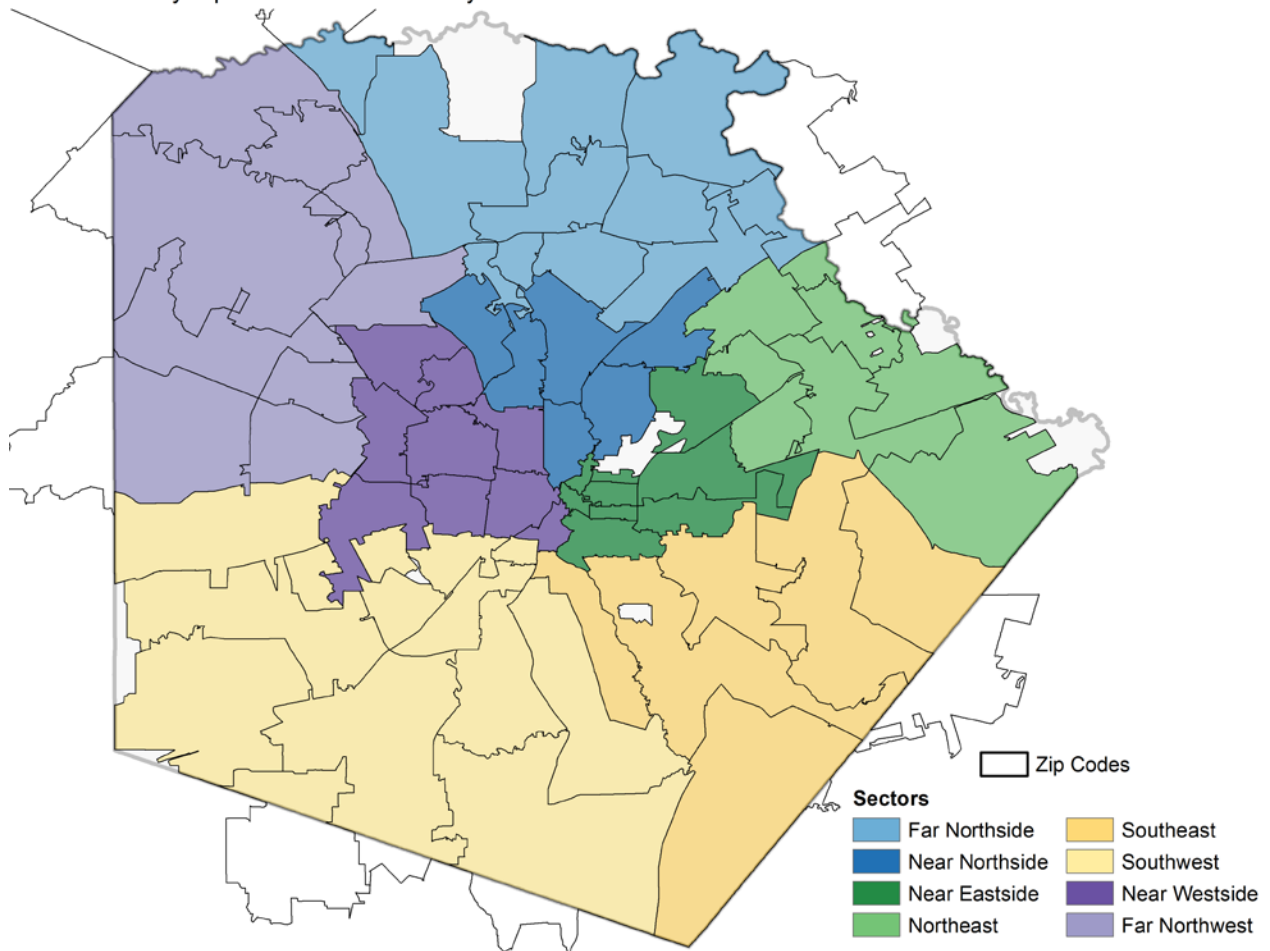 Zip Codes
Sectors
Far Northside
Near Northside
Near Eastside
Northeast
Southeast
Southwest
Near Westside
Far Northwest